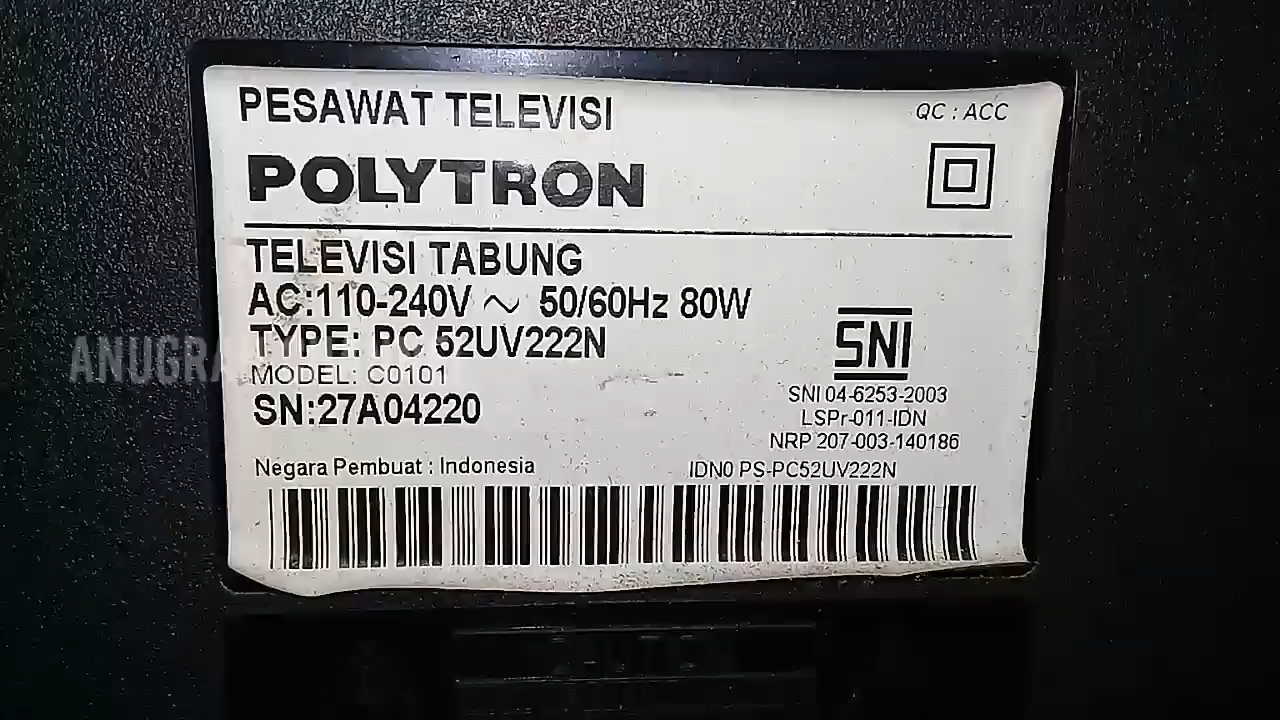 PESAWAT TELEVISI
QC : ACC
POLYTRON
TELEVISI TABUNG
AC:110-240V ~ 50/60Hz 80W
TYPE: PC 52UV222N
MODEL: C0101
SN:27A04220
SNI
SNI 04-6253-2003
LSPr-011-IDN
NRP 207-003-140186
Negara Pembuat : Indonesia
IDN0 PS-PC52UV222N